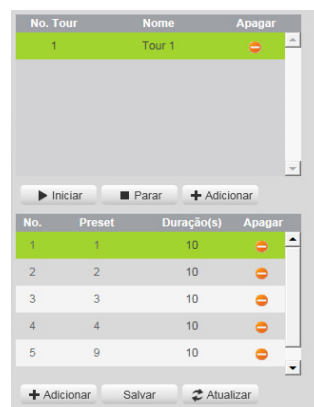 No. Tour Nome Apagar
1 Tour 1
Iniciar Parar Adicionar
No. Preset Duração(s) Apagar
1 1 10
2 2 10
3 3 10
4 4 10
5 9 10
Adicionar Salvar Atualizar